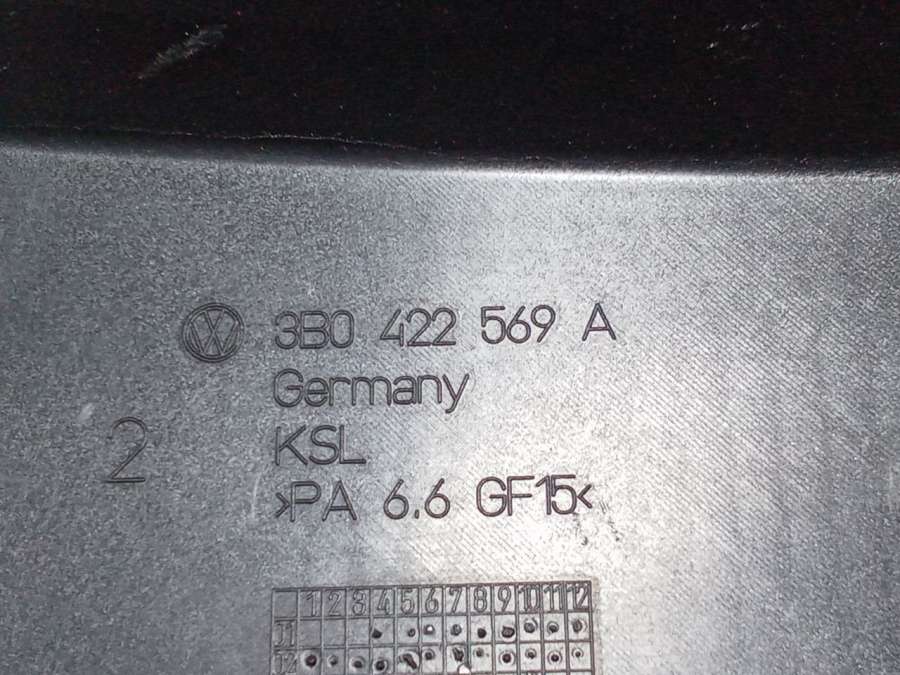 3B0 422 569 A
Germany
2
KSL
>PA 6.6 GF15<
1 2 3 4 5 6 7 8 9 10 11 12